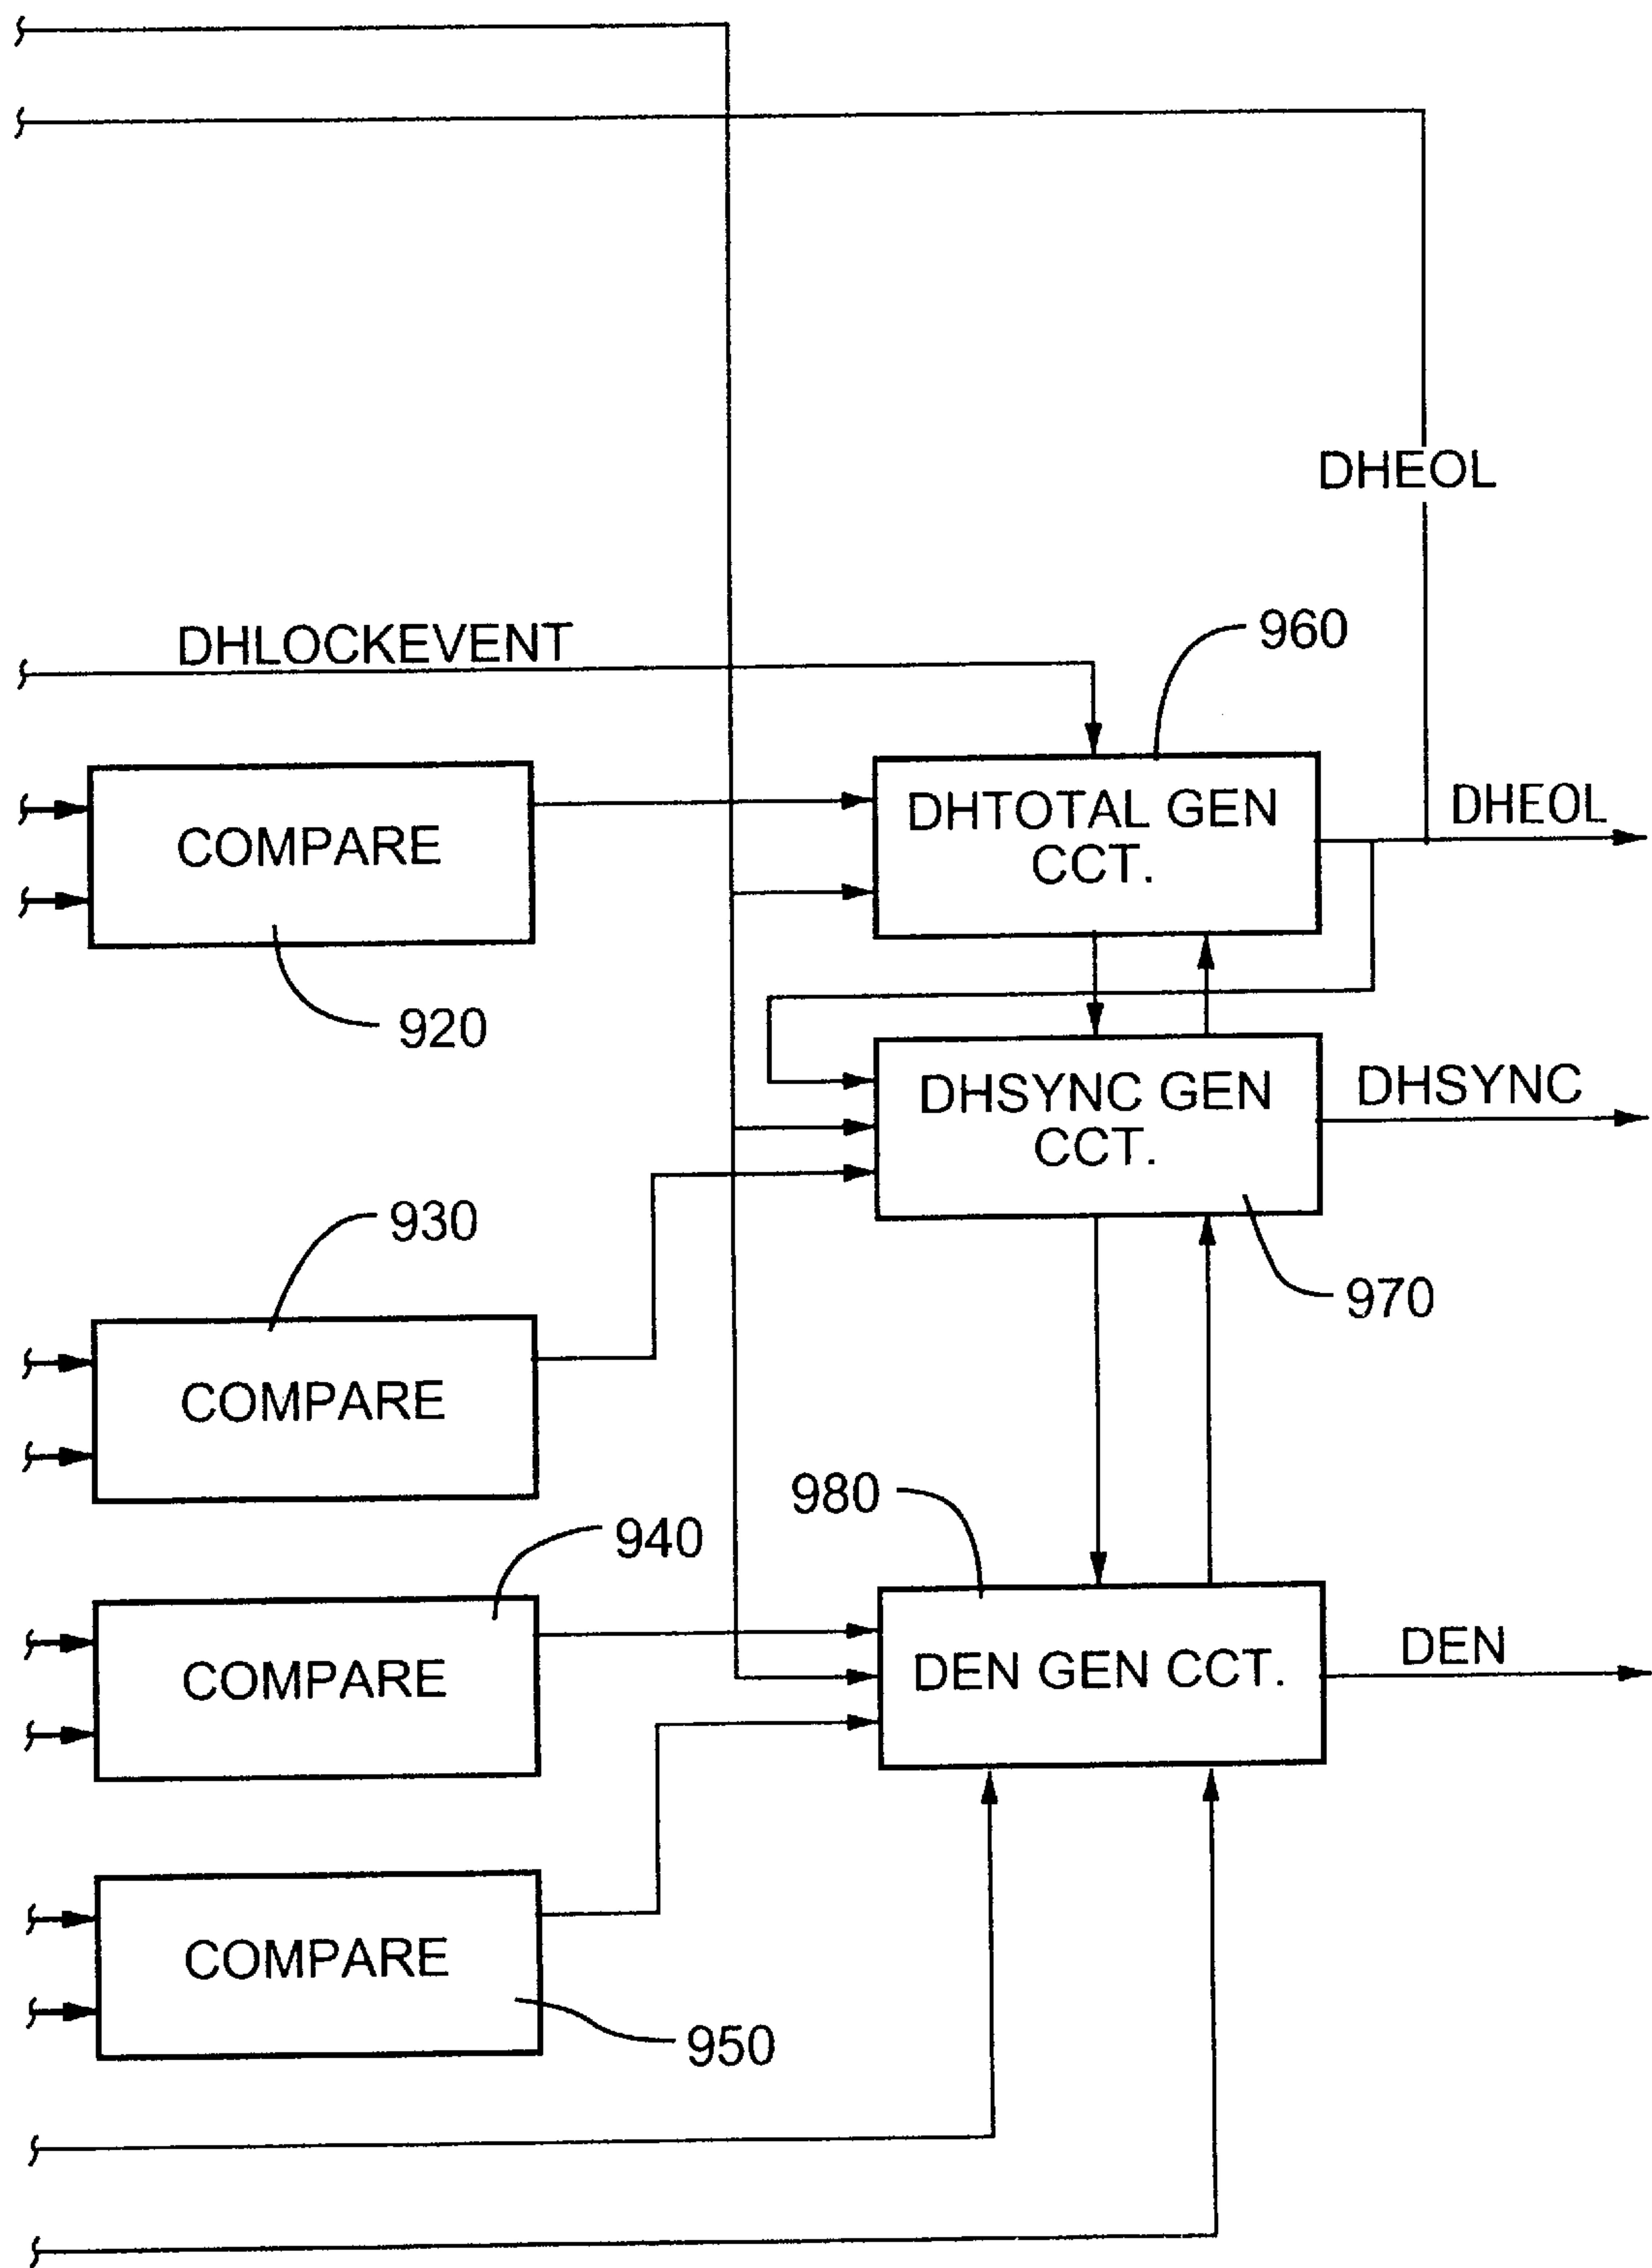 DHEOL
DHLOCKEVENT
960
COMPARE
DHTOTAL GEN
CCT.
DHEOL
920
DHSYNC GEN
CCT.
DHSYNC
930
970
COMPARE
980
940
COMPARE
DEN GEN CCT.
DEN
COMPARE
950